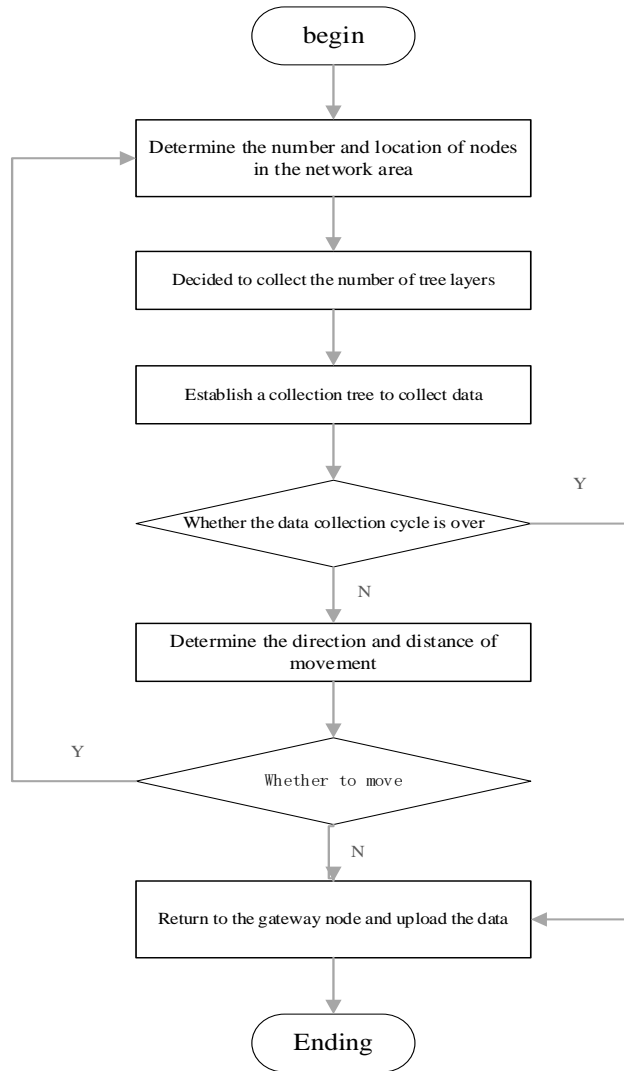 begin
Determine the number and location of nodes
in the network area
Decided to collect the number of tree layers
Establish a collection tree to collect data
Whether the data collection cycle is over
Y
N
Determine the direction and distance of
movement
Y
Whether to move
N
Return to the gateway node and upload the data
Ending